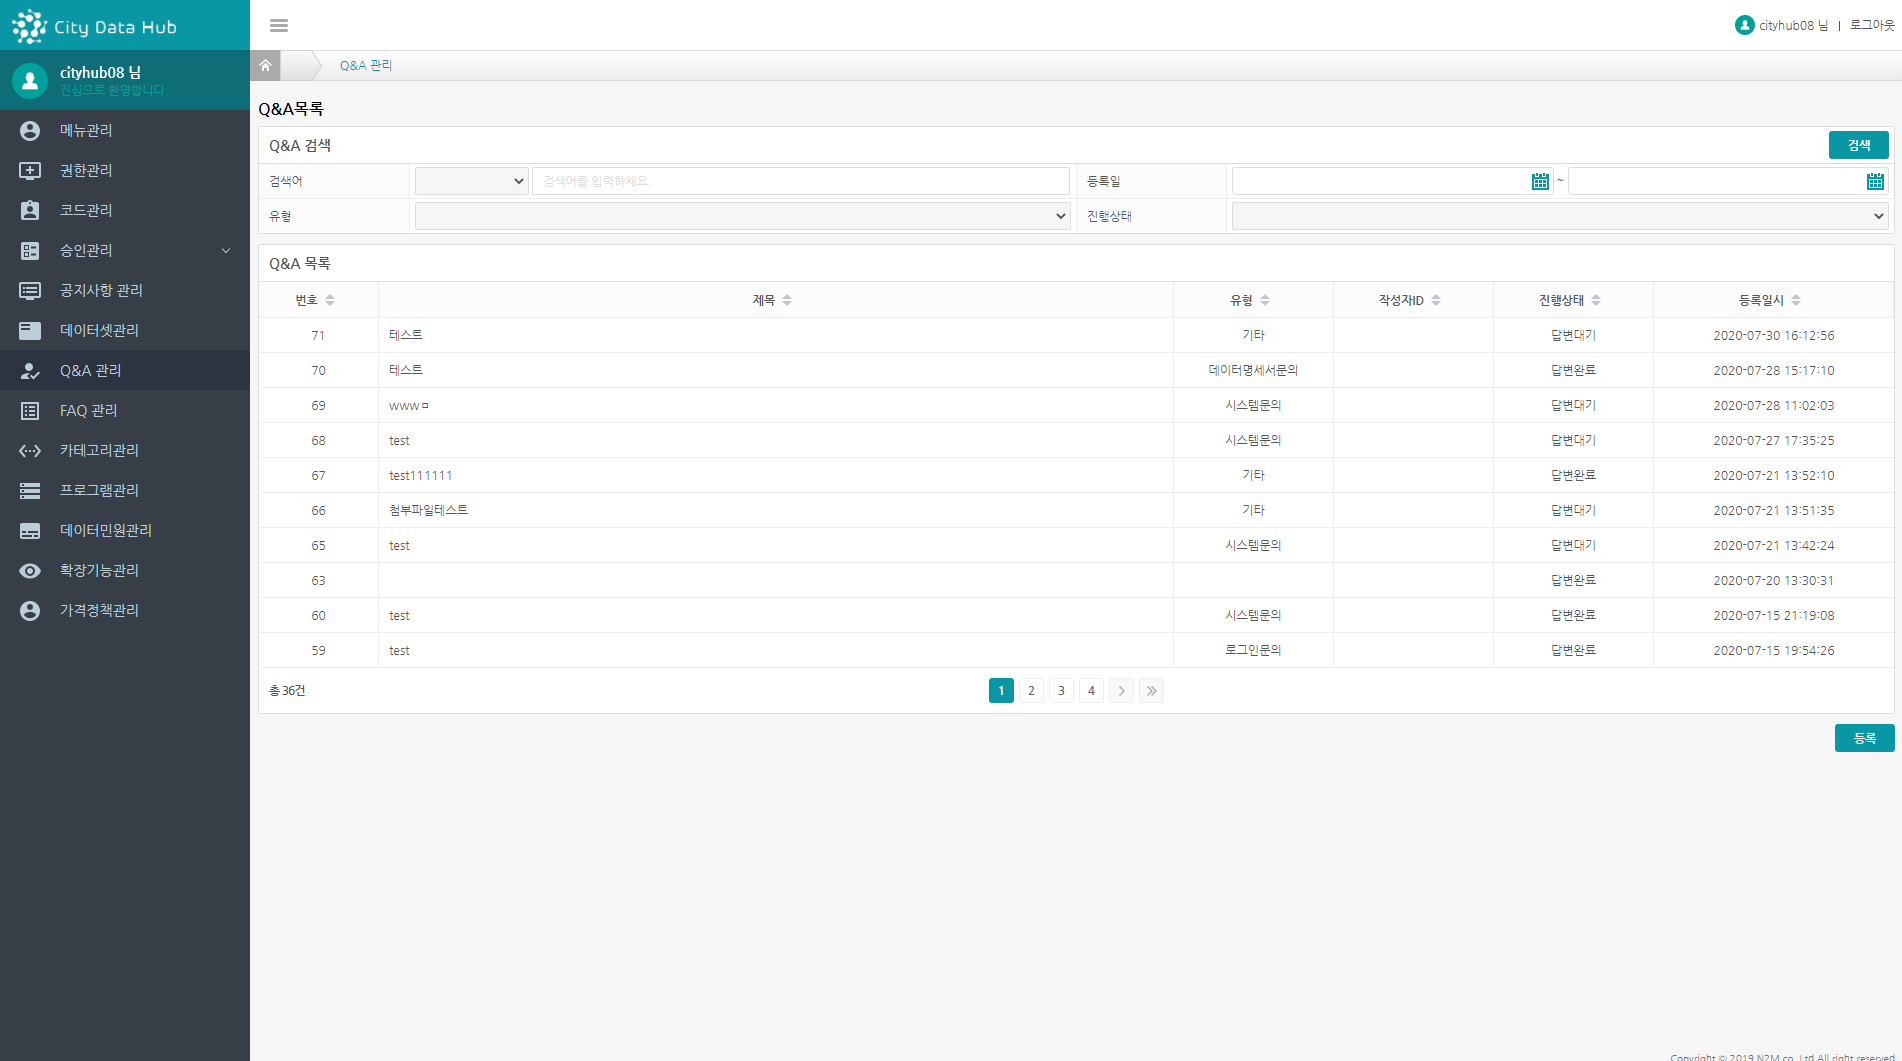 City Data Hub
cityhub08 님 | 로그아웃
cityhub08 님
진심으로 환영합니다.
메뉴관리
권한관리
코드관리
승인관리
공지사항 관리
데이터셋관리
Q&A 관리
FAQ 관리
카테고리관리
프로그램관리
데이터민원관리
확장기능관리
가격정책관리
Q&A 관리
Q&A목록
Q&A 검색 검색
검색어 검색어를 입력하세요. 등록일 ~
유형 진행상태
Q&A 목록
번호 제목 유형 작성자ID 진행상태 등록일시
71 테스트 기타 답변대기 2020-07-30 16:12:56
70 테스트 데이터명세서문의 답변완료 2020-07-28 15:17:10
69 wwwㅁ 시스템문의 답변대기 2020-07-28 11:02:03
68 test 시스템문의 답변대기 2020-07-27 17:35:25
67 test111111 기타 답변완료 2020-07-21 13:52:10
66 첨부파일테스트 기타 답변대기 2020-07-21 13:51:35
65 test 시스템문의 답변대기 2020-07-21 13:42:24
63 답변완료 2020-07-20 13:30:31
60 test 시스템문의 답변완료 2020-07-15 21:19:08
59 test 로그인문의 답변완료 2020-07-15 19:54:26
총 36건 1 2 3 4
등록
Copyright © 2019 N2M co. Ltd All right reserved